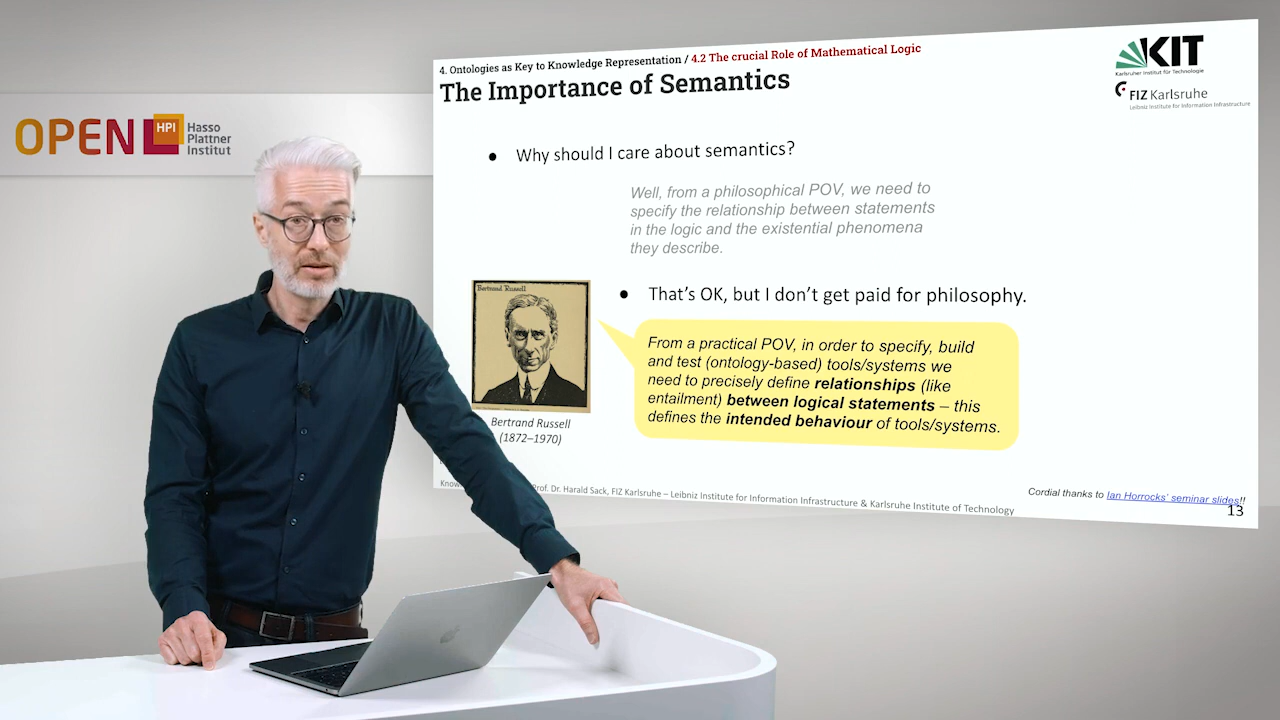 4. Ontologies as Key to Knowledge Representation / 4.2 The crucial Role of Mathematical Logic
The Importance of Semantics
KIT
Karlsruher Institut für Technologie
FIZ Karlsruhe
Leibniz Institute for Information Infrastructure
OPEN HPI Hasso
Plattner
Institut
● Why should I care about semantics?
Well, from a philosophical POV, we need to
specify the relationship between statements
in the logic and the existential phenomena
they describe.
Bertrand Russell
● That's OK, but I don't get paid for philosophy.
From a practical POV, in order to specify, build
and test (ontology-based) tools/systems we
need to precisely define relationships (like
entailment) between logical statements – this
defines the intended behaviour of tools/systems.
Bertrand Russell
(1872–1970)
Prof. Dr. Harald Sack, FIZ Karlsruhe – Leibniz Institute for Information Infrastructure & Karlsruhe Institute of Technology
Cordial thanks to Ian Horrocks' seminar slides!!
13